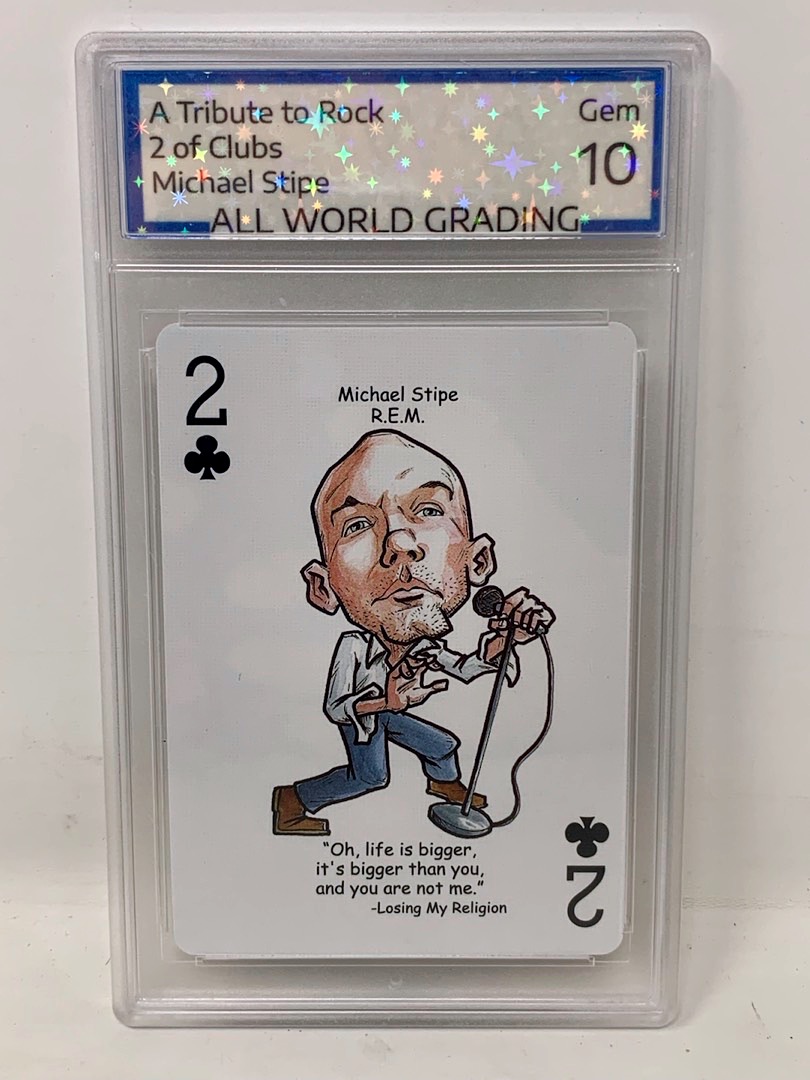 A Tribute to Rock
Gem
2 of Clubs
10
Michael Stipe
ALL WORLD GRADING
2
Michael Stipe
R.E.M.
“Oh, life is bigger,
it's bigger than you,
and you are not me.”
-Losing My Religion
2